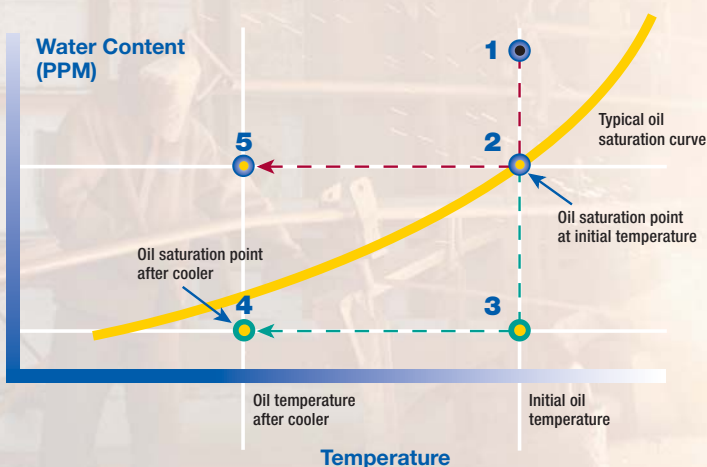 Water Content
(PPM)
1
Typical oil
saturation curve
5
2
Oil saturation point
at initial temperature
Oil saturation point
after cooler
4
3
Oil temperature
after cooler
Initial oil
temperature
Temperature